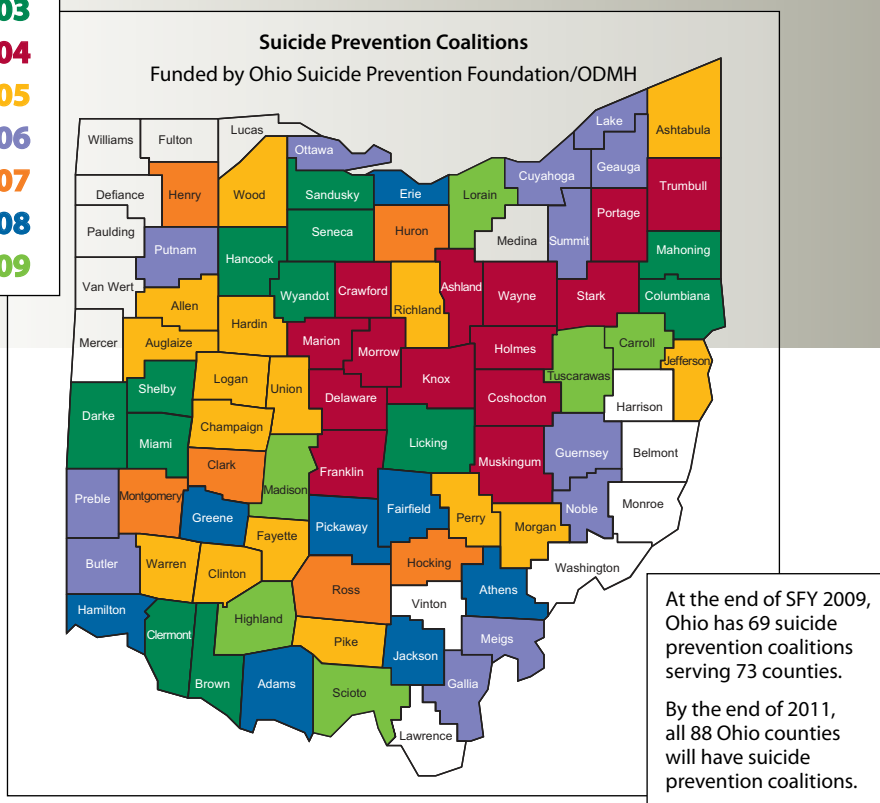 03
04
05
06
07
08
09
Suicide Prevention Coalitions
Funded by Ohio Suicide Prevention Foundation/ODMH
Williams
Fulton
Lucas
Ottawa
Lake
Ashtabula
Geauga
Cuyahoga
Defiance
Henry
Wood
Sandusky
Erie
Lorain
Trumbull
Paulding
Seneca
Huron
Medina
Summit
Portage
Putnam
Hancock
Mahoning
Van Wert
Allen
Wyandot
Crawford
Richland
Ashland
Wayne
Stark
Columbiana
Mercer
Auglaize
Hardin
Marion
Morrow
Holmes
Carroll
Jefferson
Tuscarawas
Shelby
Logan
Union
Delaware
Knox
Coshocton
Harrison
Darke
Miami
Champaign
Licking
Guernsey
Belmont
Clark
Franklin
Muskingum
Preble
Montgomery
Madison
Greene
Pickaway
Fairfield
Perry
Morgan
Noble
Monroe
Fayette
Butler
Warren
Clinton
Hocking
Washington
Ross
Vinton
Athens
Hamilton
Clermont
Highland
Pike
Meigs
Jackson
Brown
Adams
Scioto
Gallia
Lawrence
At the end of SFY 2009,
Ohio has 69 suicide
prevention coalitions
serving 73 counties.
By the end of 2011,
all 88 Ohio counties
will have suicide
prevention coalitions.